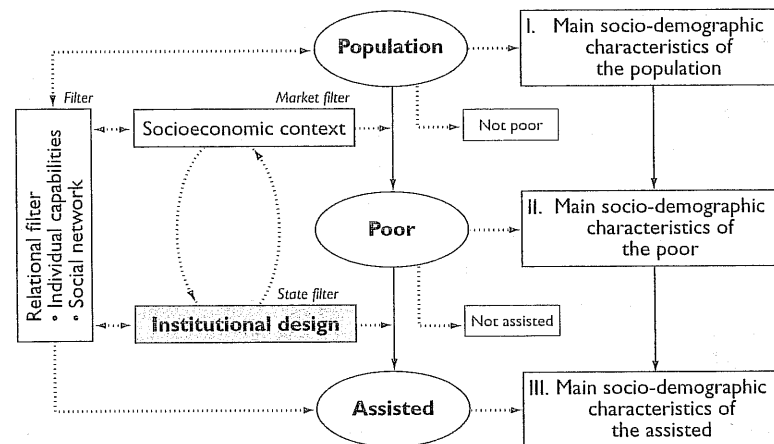 Population
I. Main socio-demographic
characteristics of
the population
Filter
Market filter
Socioeconomic context
Not poor
Relational filter
• Individual capabilities
• Social network
Poor
II. Main socio-demographic
characteristics of
the poor
State filter
Institutional design
Not assisted
Assisted
III. Main socio-demographic
characteristics of
the assisted